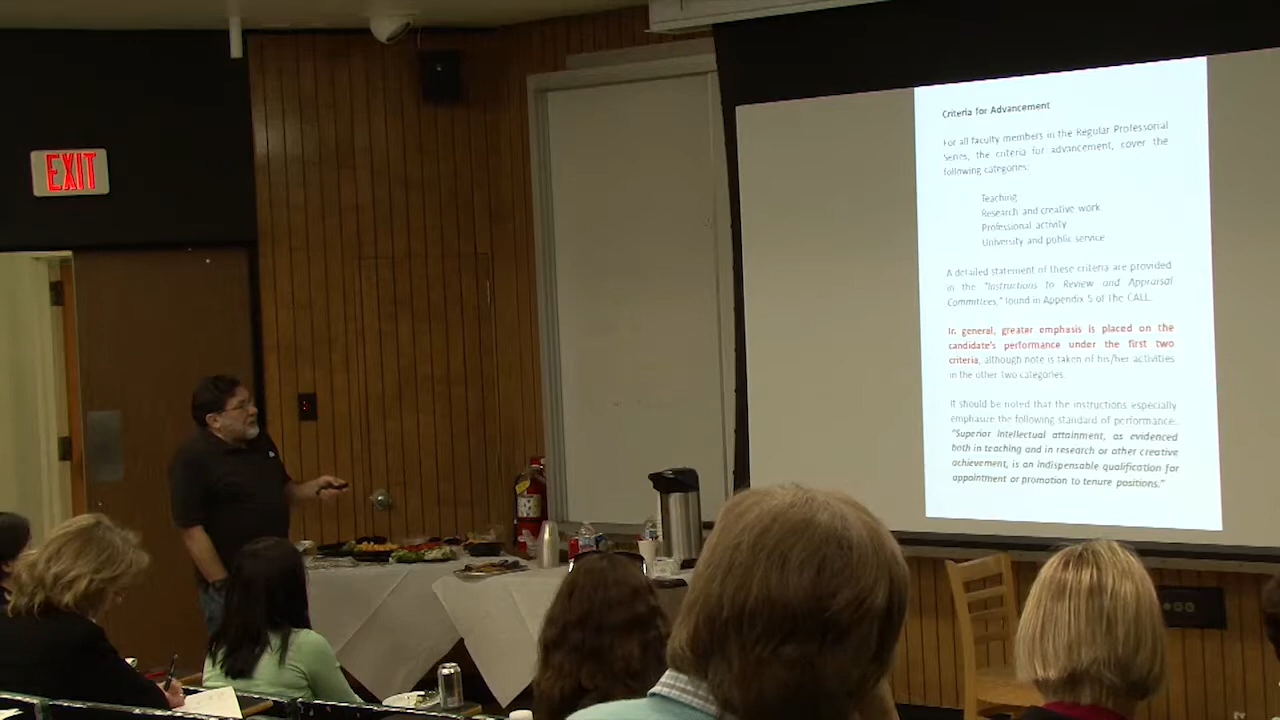 EXIT
Criteria for Advancement
For all faculty members in the Regular Professional
Series, the criteria for advancement, cover the
following categories:
Teaching
Research and creative work
Professional activity
University and public service
A detailed statement of these criteria are provided
in the "Instructions to Review and Appraisal
Committees," found in Appendix 5 of The CALL.
In general, greater emphasis is placed on the
candidate's performance under the first two
criteria, although note is taken of his/her activities
in the other two categories.
It should be noted that the instructions especially
emphasize the following standard of performance:
"Superior intellectual attainment, as evidenced
both in teaching and in research or other creative
achievement, is an indispensable qualification for
appointment or promotion to tenure positions."